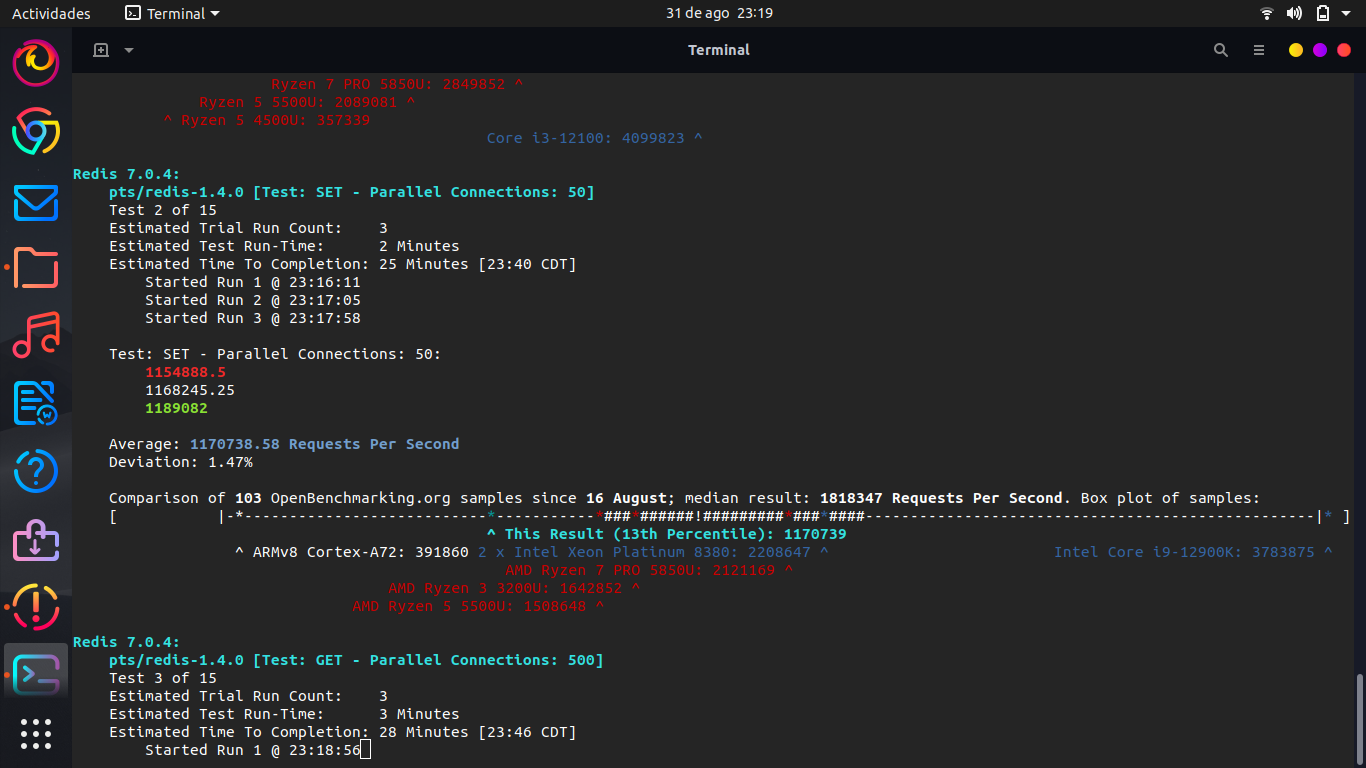 Actividades Terminal 31 de ago 23:19
Terminal
Ryzen 7 PRO 5850U: 2849852 ^
Ryzen 5 5500U: 2089081 ^
^ Ryzen 5 4500U: 357339
Core i3-12100: 4099823 ^
Redis 7.0.4:
pts/redis-1.4.0 [Test: SET - Parallel Connections: 50]
Test 2 of 15
Estimated Trial Run Count: 3
Estimated Test Run-Time: 2 Minutes
Estimated Time To Completion: 25 Minutes [23:40 CDT]
Started Run 1 @ 23:16:11
Started Run 2 @ 23:17:05
Started Run 3 @ 23:17:58
Test: SET - Parallel Connections: 50:
1154888.5
1168245.25
1189082
Average: 1170738.58 Requests Per Second
Deviation: 1.47%
Comparison of 103 OpenBenchmarking.org samples since 16 August; median result: 1818347 Requests Per Second. Box plot of samples:
[ |-*---------------------------*-----------*###*######!#########*###*####--------------------------------------------------|* ]
^ This Result (13th Percentile): 1170739
^ ARMv8 Cortex-A72: 391860 2 x Intel Xeon Platinum 8380: 2208647 ^ Intel Core i9-12900K: 3783875 ^
AMD Ryzen 7 PRO 5850U: 2121169 ^
AMD Ryzen 3 3200U: 1642852 ^
AMD Ryzen 5 5500U: 1508648 ^
Redis 7.0.4:
pts/redis-1.4.0 [Test: GET - Parallel Connections: 500]
Test 3 of 15
Estimated Trial Run Count: 3
Estimated Test Run-Time: 3 Minutes
Estimated Time To Completion: 28 Minutes [23:46 CDT]
Started Run 1 @ 23:18:56